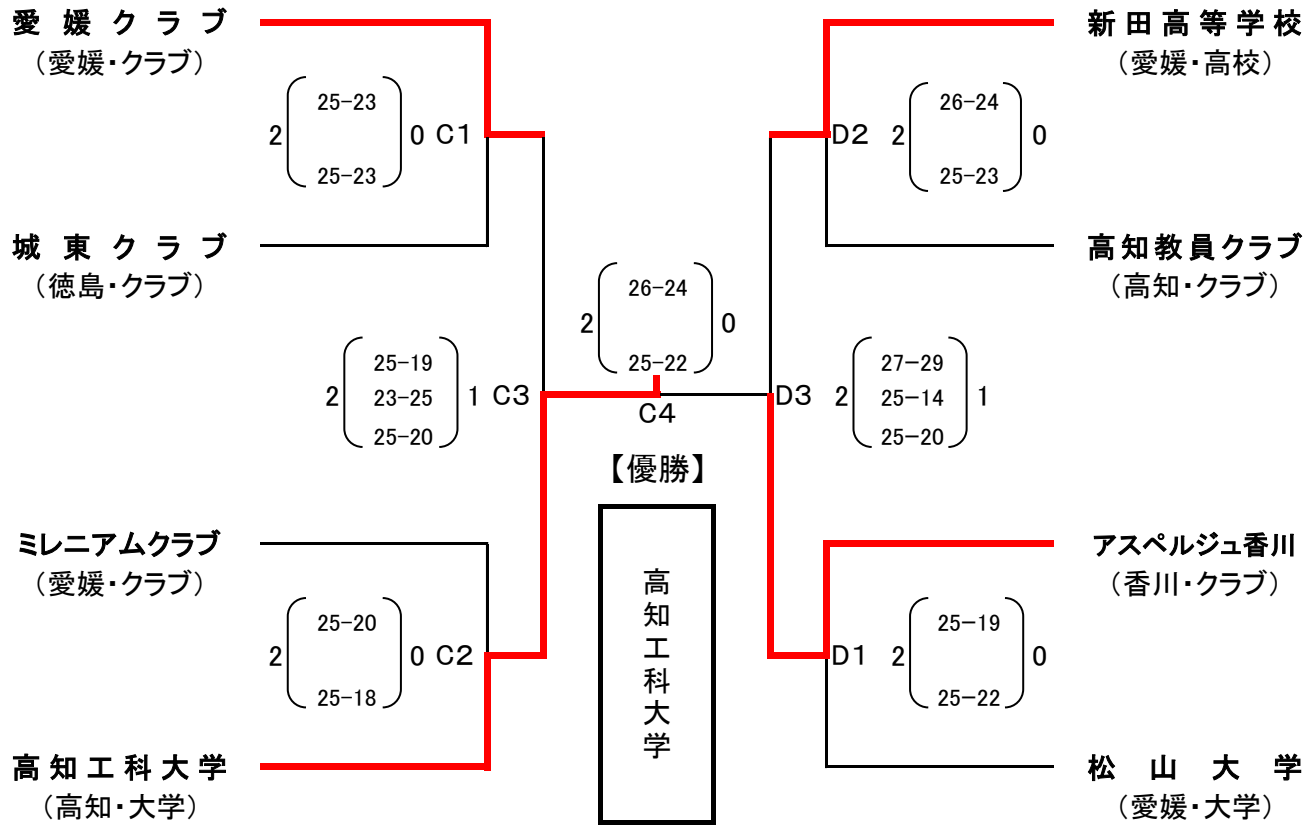 愛媛クラブ
(愛媛・クラブ)
2 25-23 0 C1
25-23
城東クラブ
(徳島・クラブ)
2 25-19 1 C3
23-25
25-20
ミレニアムクラブ
(愛媛・クラブ)
2 25-20 0 C2
25-18
高知工科大学
(高知・大学)
2 26-24 0
25-22
C4
【優勝】
高知工科大学
新田高等学校
(愛媛・高校)
D2 2 26-24 0
25-23
高知教員クラブ
(高知・クラブ)
D3 2 27-29 1
25-14
25-20
アスペルジュ香川
(香川・クラブ)
D1 2 25-19 0
25-22
松山大学
(愛媛・大学)